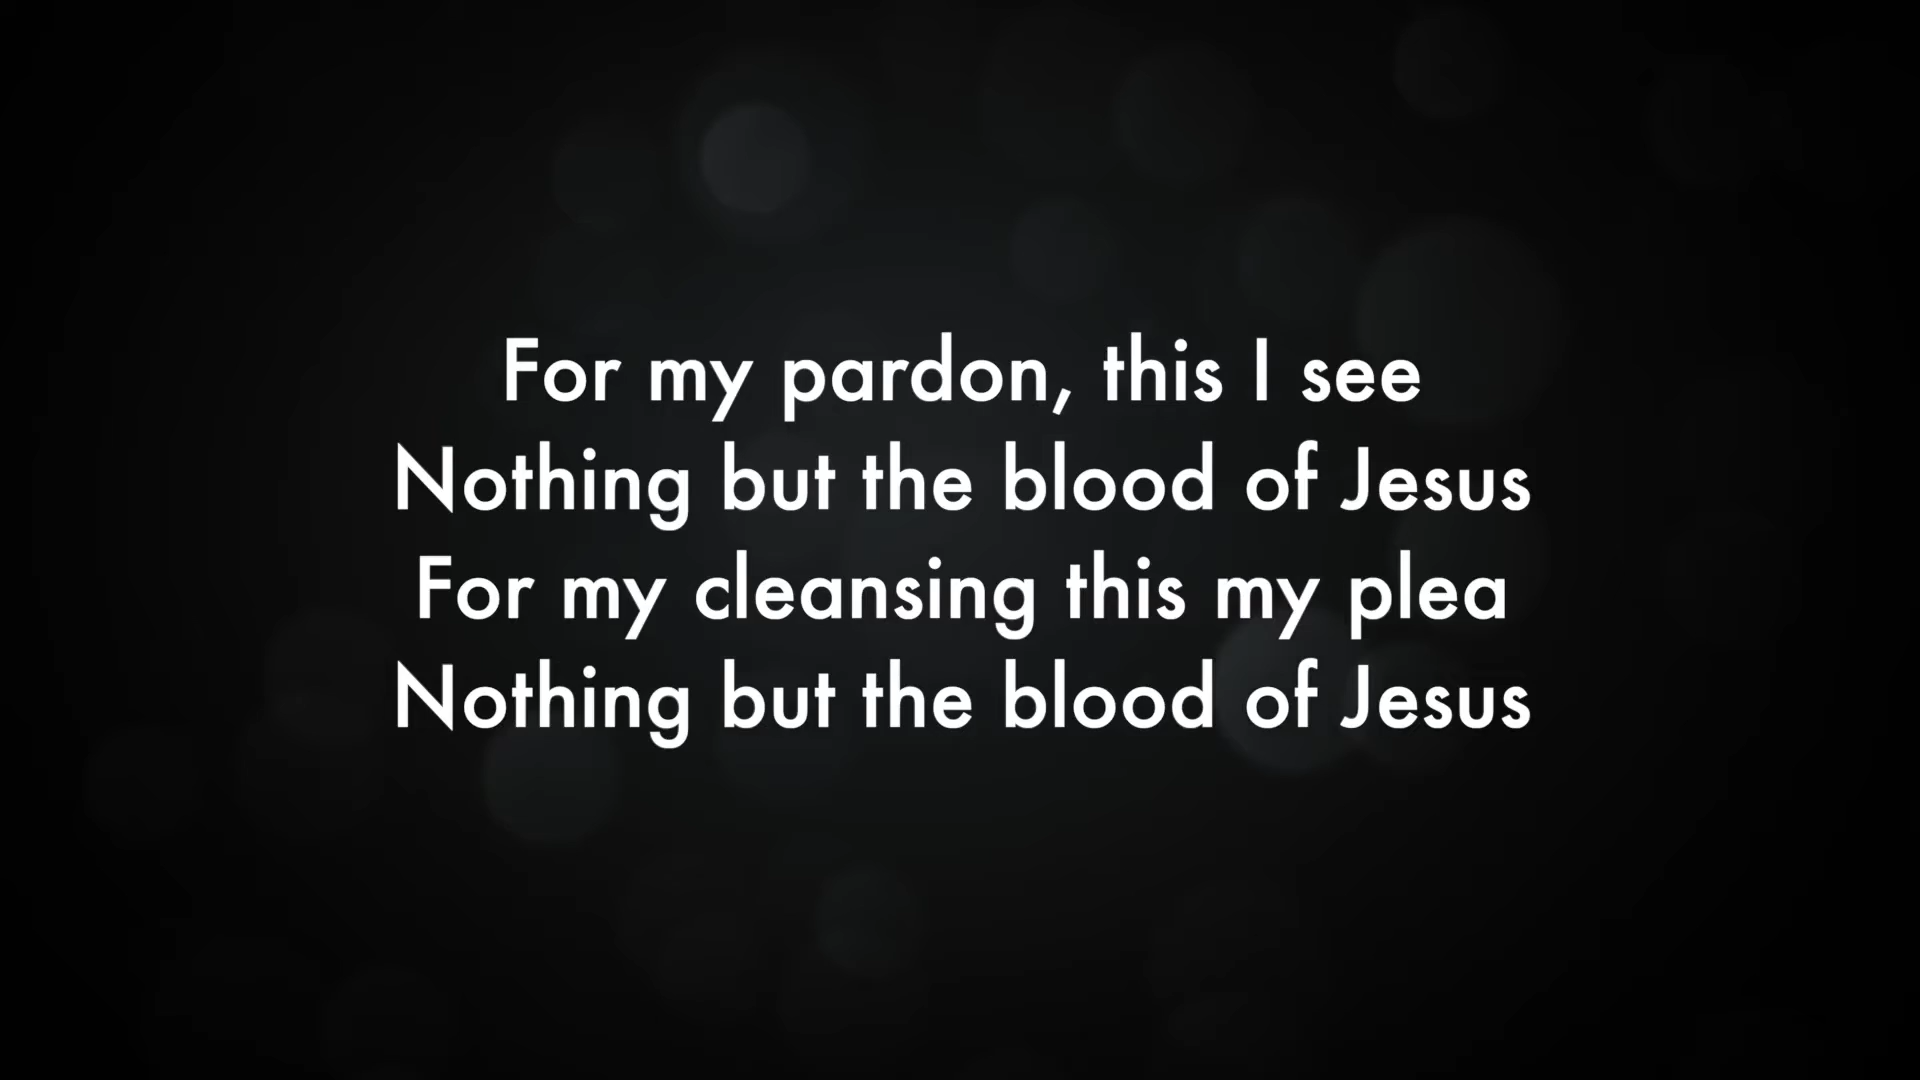 For my pardon, this I see
Nothing but the blood of Jesus
For my cleansing this my plea
Nothing but the blood of Jesus